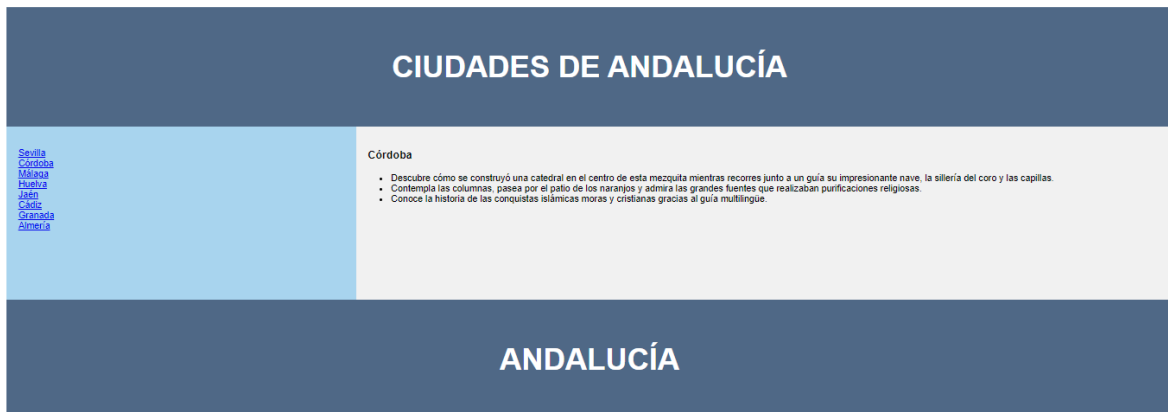 CIUDADES DE ANDALUCÍA
Sevilla
Córdoba
Málaga
Huelva
Jaén
Cádiz
Granada
Almería
Córdoba
Descubre cómo se construyó una catedral en el centro de esta mezquita mientras recorres junto a un guía su impresionante nave, la sillería del coro y las capillas.
Contempla las columnas, pasea por el patio de los naranjos y admira las grandes fuentes que realizaban purificaciones religiosas.
Conoce la historia de las conquistas islámicas moras y cristianas gracias al guía multilingüe.
ANDALUCÍA